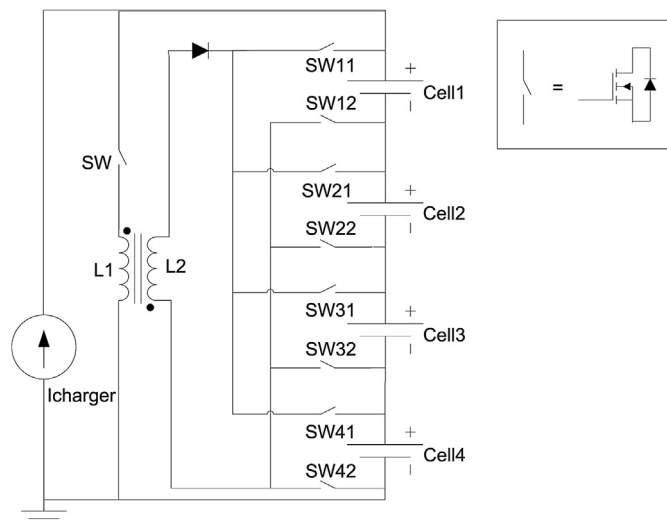 +
SW11
Cell1
–
=
SW12
SW
+
SW21
Cell2
–
SW22
L1
L2
+
SW31
Cell3
–
SW32
Icharger
+
SW41
Cell4
–
SW42